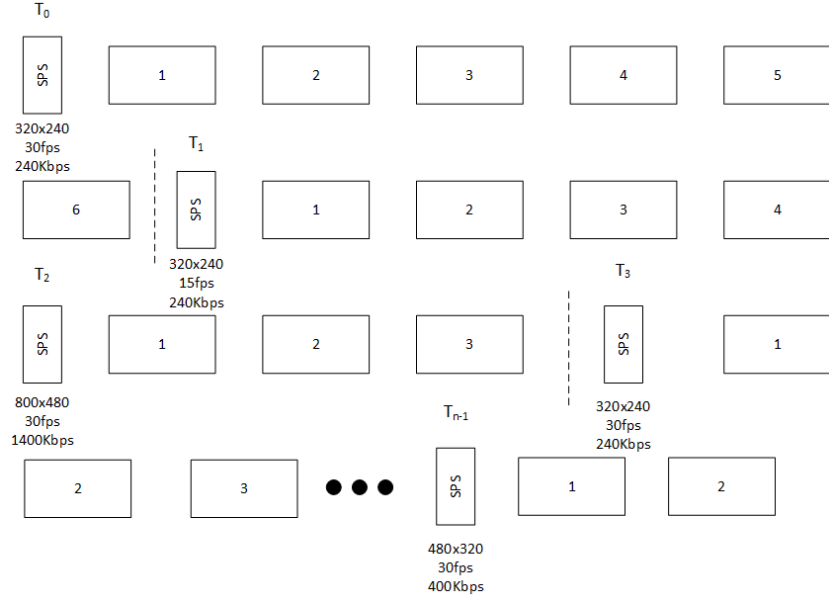 T0
SPS 1 2 3 4 5
320x240
30fps
240Kbps
T1
6 SPS 1 2 3 4
320x240
15fps
240Kbps
T2 T3
SPS 1 2 3 SPS 1
800x480
30fps
1400Kbps
320x240
30fps
240Kbps
Tn-1
2 3 SPS 1 2
480x320
30fps
400Kbps